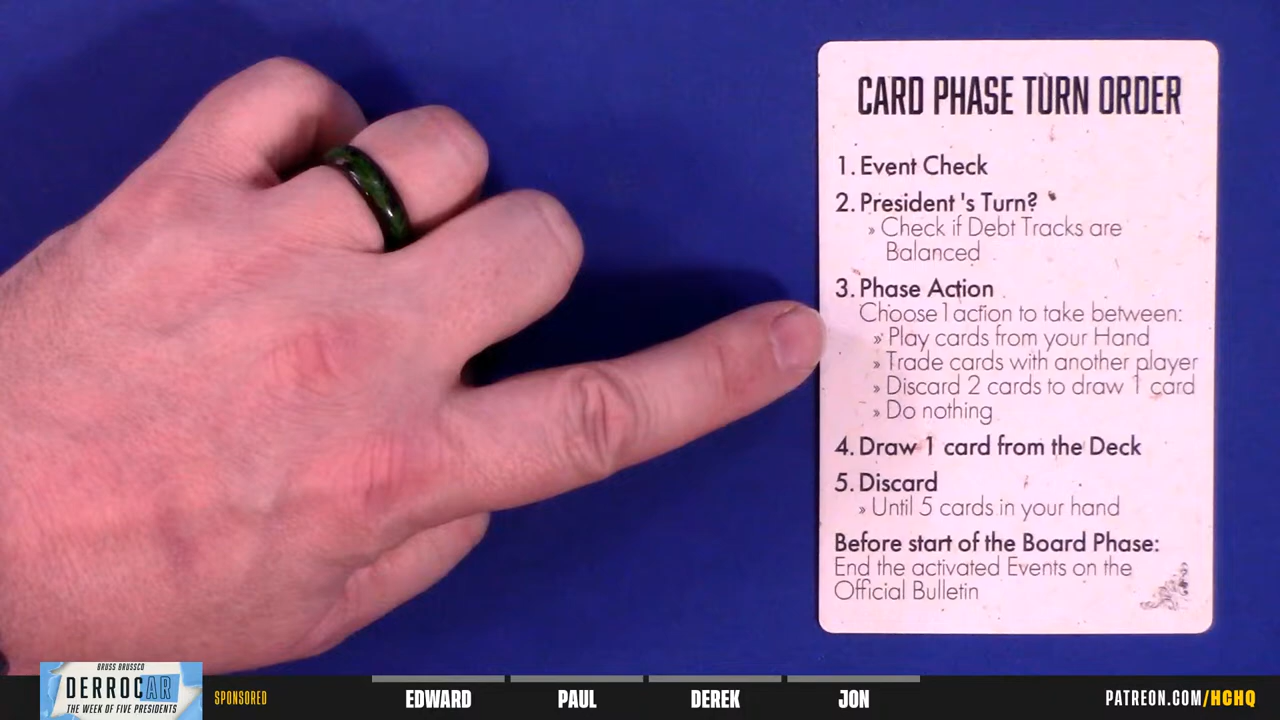 CARD PHASE TURN ORDER
1. Event Check
2. President 's Turn?
» Check if Debt Tracks are
Balanced
3. Phase Action
Choose 1 action to take between:
» Play cards from your Hand
» Trade cards with another player
» Discard 2 cards to draw 1 card
» Do nothing
4. Draw 1 card from the Deck
5. Discard
» Until 5 cards in your hand
Before start of the Board Phase:
End the activated Events on the
Official Bulletin
BRUSS BRUSSCO
DERROCAR
THE WEEK OF FIVE PRESIDENTS
SPONSORED
EDWARD
PAUL
DEREK
JON
PATREON.COM/HCHQ